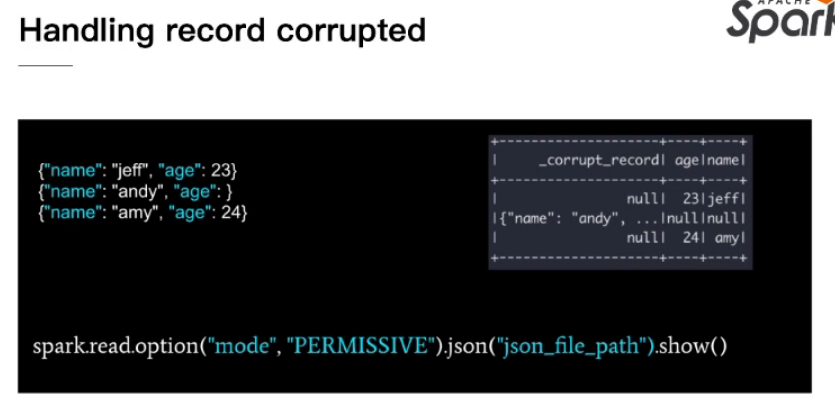 Handling record corrupted
APACHE
Spark
{"name": "jeff", "age": 23}
{"name": "andy", "age": }
{"name": "amy", "age": 24}
+--------------------+----+----+
|     _corrupt_record| age|name|
+--------------------+----+----+
|                null|  23|jeff|
|{"name": "andy", ...|null|null|
|                null|  24| amy|
+--------------------+----+----+
spark.read.option("mode", "PERMISSIVE").json("json_file_path").show()